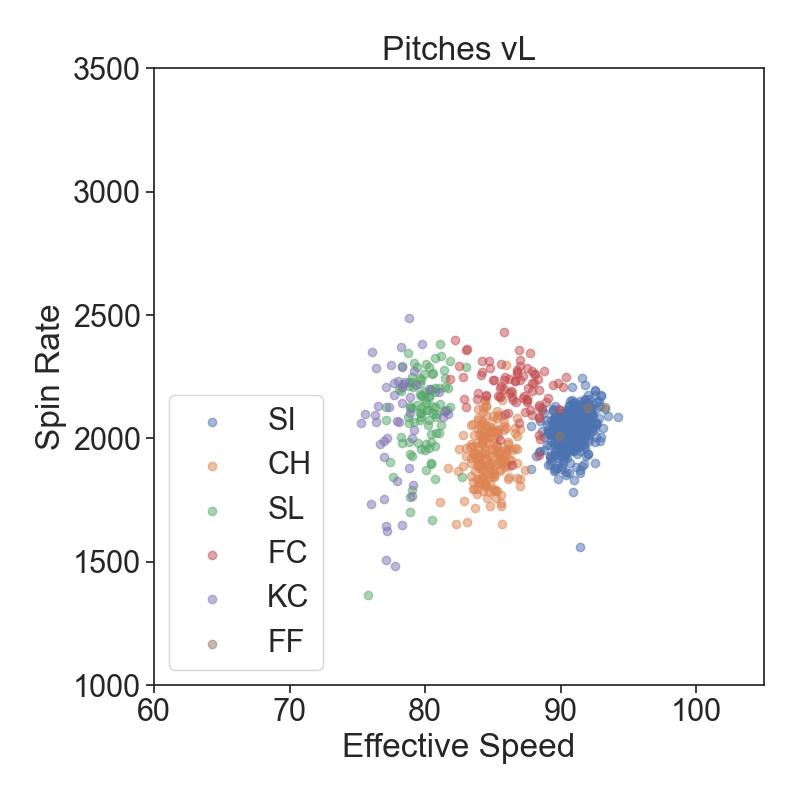 Pitches vL
3500
3000
2500
2000
1500
1000
Spin Rate
SI
CH
SL
FC
KC
FF
60 70 80 90 100
Effective Speed